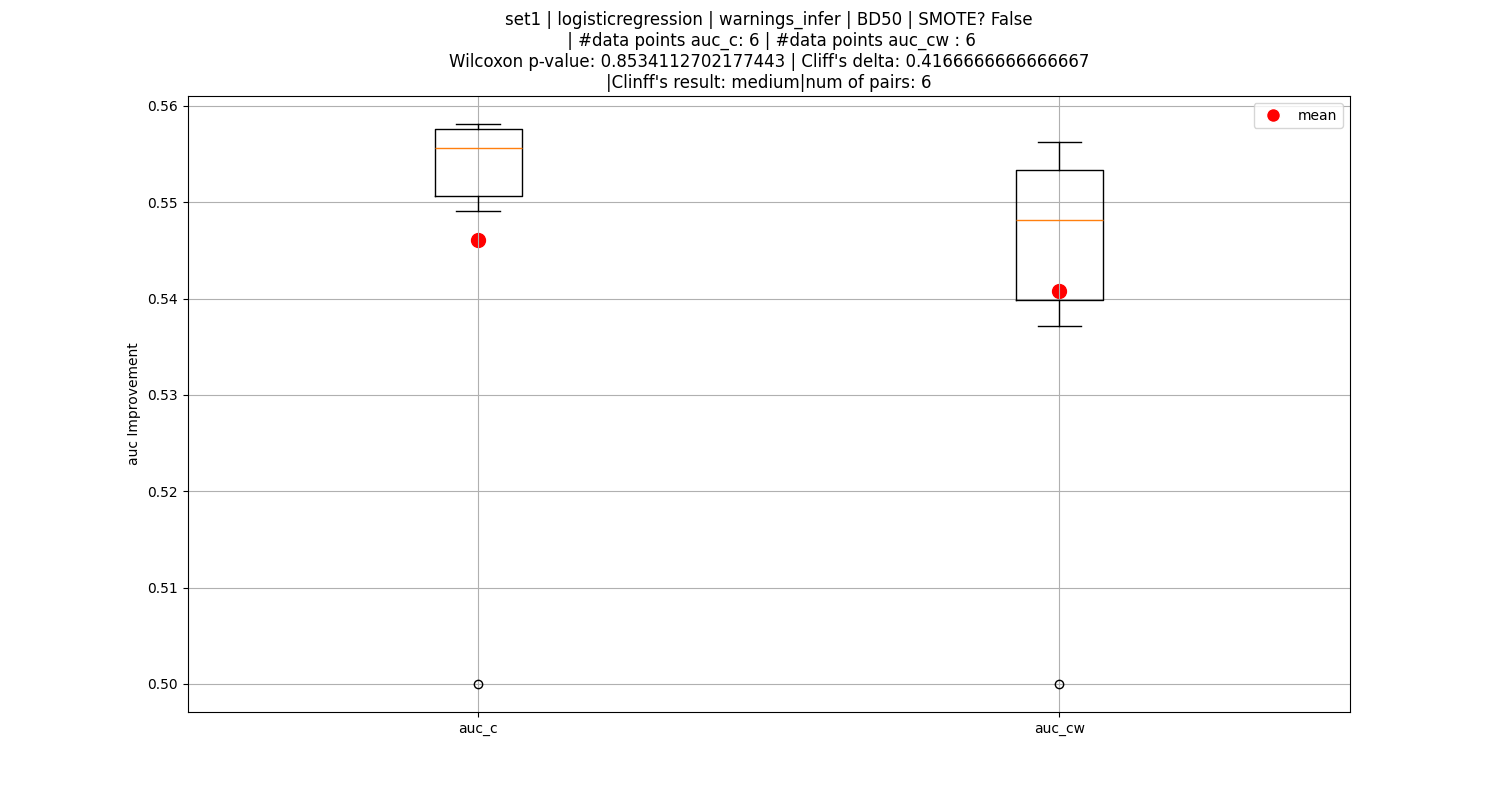 set1 | logisticregression | warnings_infer | BD50 | SMOTE? False
| #data points auc_c: 6 | #data points auc_cw : 6
Wilcoxon p-value: 0.8534112702177443 | Cliff's delta: 0.4166666666666667
|Clinff's result: medium|num of pairs: 6
mean
0.56
0.55
0.54
0.53
0.52
0.51
0.50
auc Improvement
auc_c
auc_cw